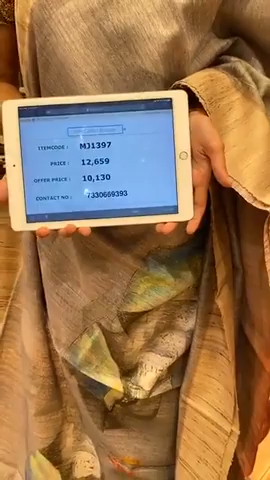 ITEMCODE : MJ1397
PRICE : 12,659
OFFER PRICE : 10,130
CONTACT NO : 7330669393